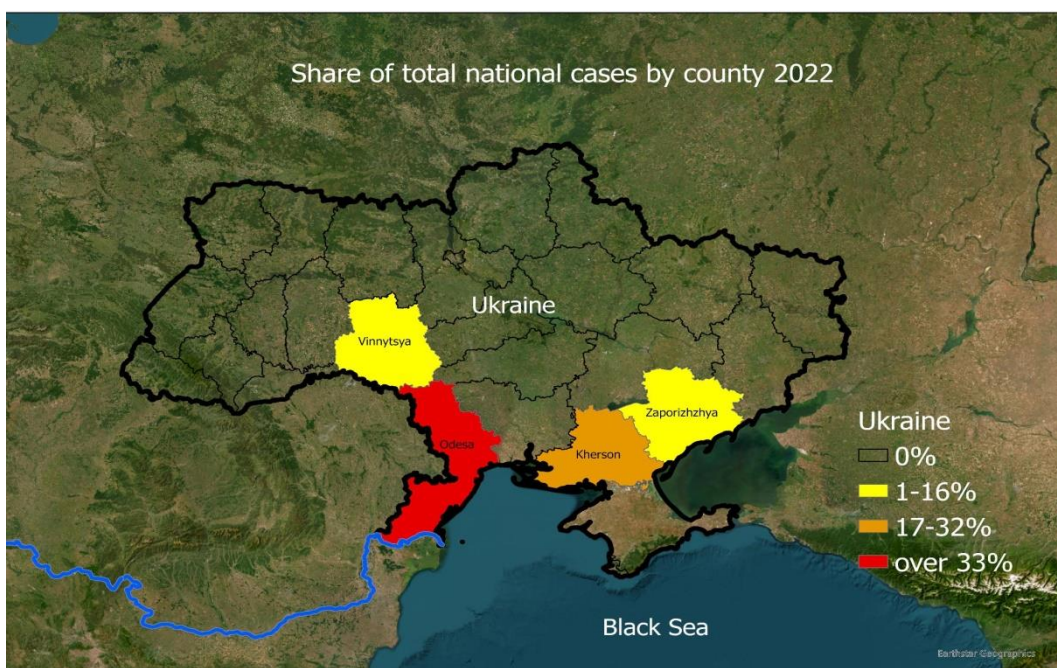 Share of total national cases by county 2022
Ukraine
Vinnytsya
Zaporizhzhya
Odesa
Kherson
Ukraine
0%
1-16%
17-32%
over 33%
Black Sea
Earthstar Geographics